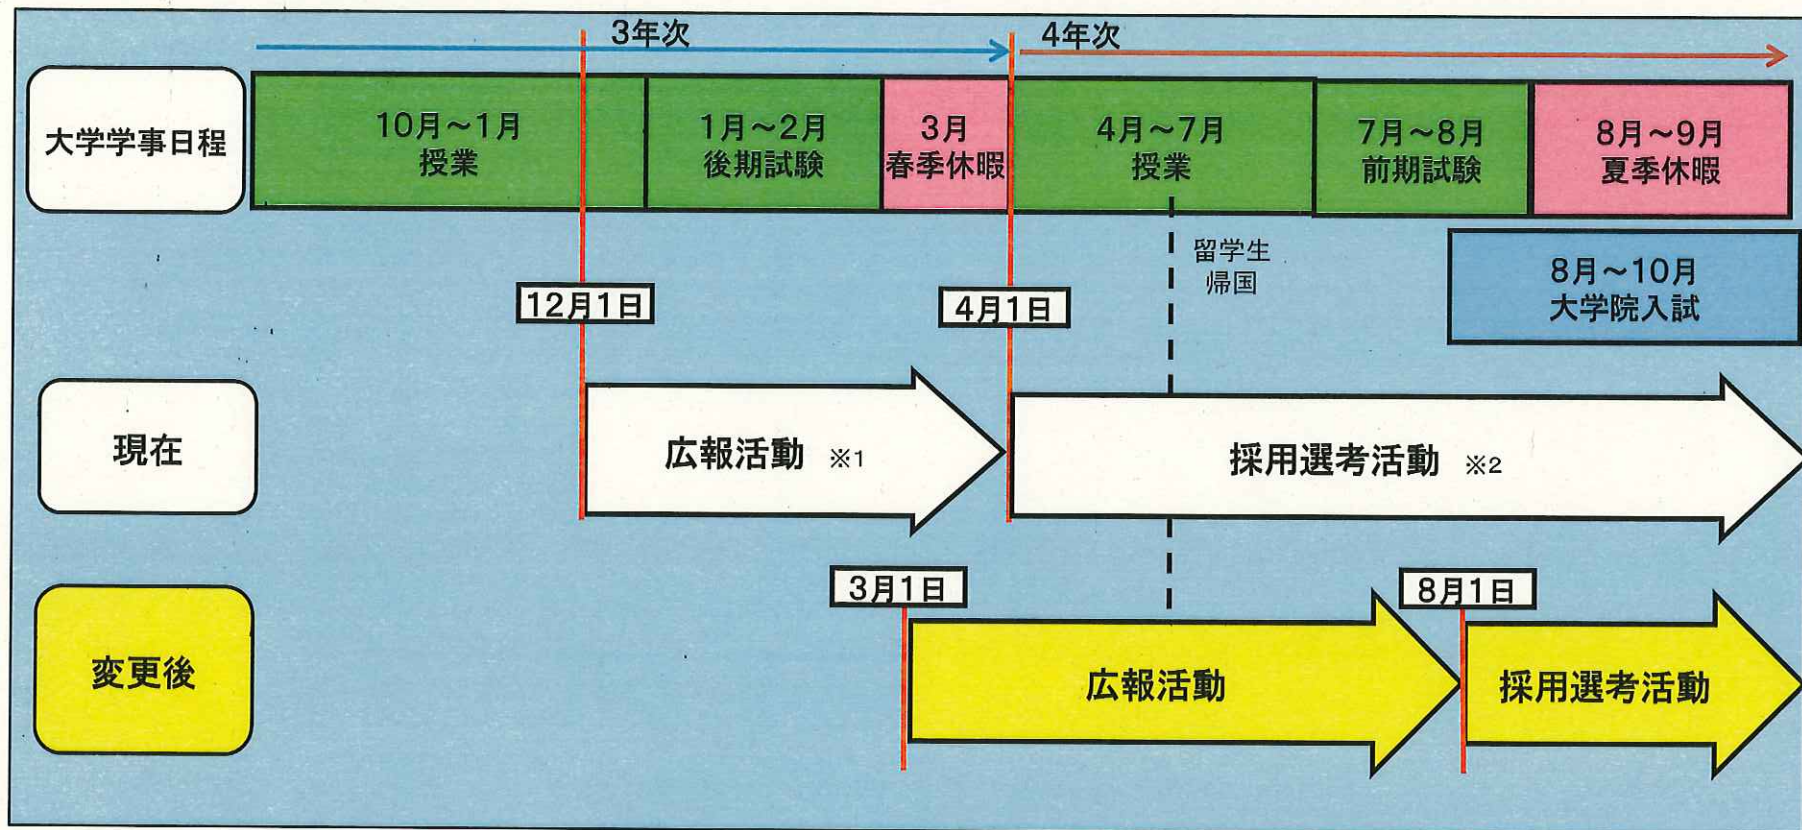 3年次
4年次
大学学事日程
10月～1月
授業
1月～2月
後期試験
3月
春季休暇
4月～7月
授業
7月～8月
前期試験
8月～9月
夏季休暇
留学生
帰国
8月～10月
大学院入試
12月1日
4月1日
現在
広報活動 ※1
採用選考活動 ※2
3月1日
8月1日
変更後
広報活動
採用選考活動